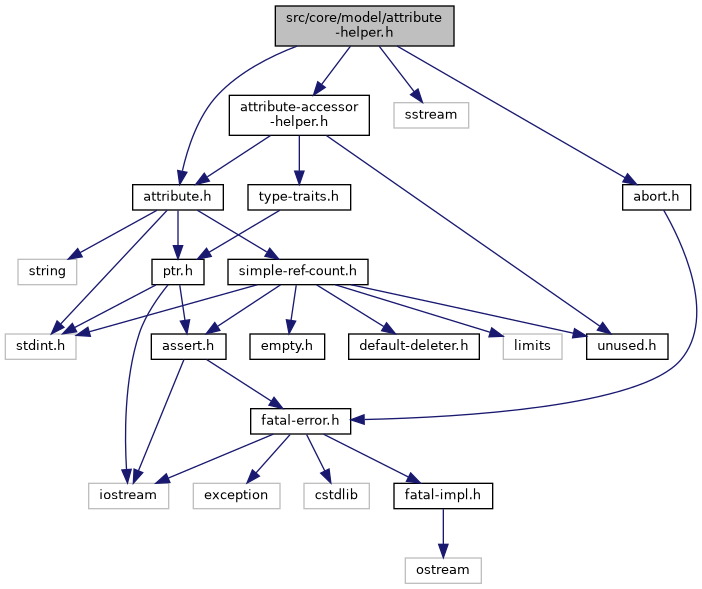 src/core/model/attribute
-helper.h
attribute-accessor
-helper.h
sstream
attribute.h
type-traits.h
abort.h
string
ptr.h
simple-ref-count.h
stdint.h
assert.h
empty.h
default-deleter.h
limits
unused.h
fatal-error.h
iostream
exception
cstdlib
fatal-impl.h
ostream